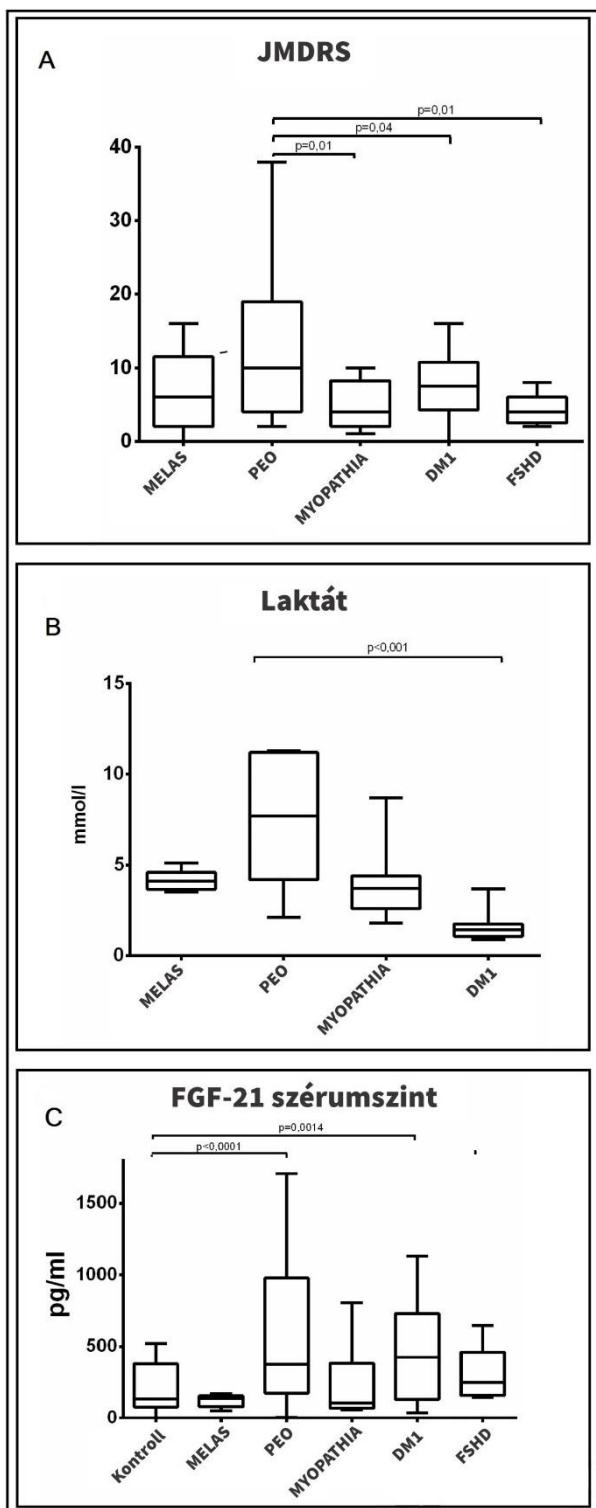 A
JMDRS
p=0,01
p=0,04
p=0,01
40
30
20
10
0
MELAS
PEO
MYOPATHIA
DM1
FSHD
B
Laktát
p<0,001
15
10
5
0
mmol/l
MELAS
PEO
MYOPATHIA
DM1
C
FGF-21 szérumszint
p=0,0014
p<0,0001
1500
1000
500
0
pg/ml
Kontroll
MELAS
PEO
MYOPATHIA
DM1
FSHD